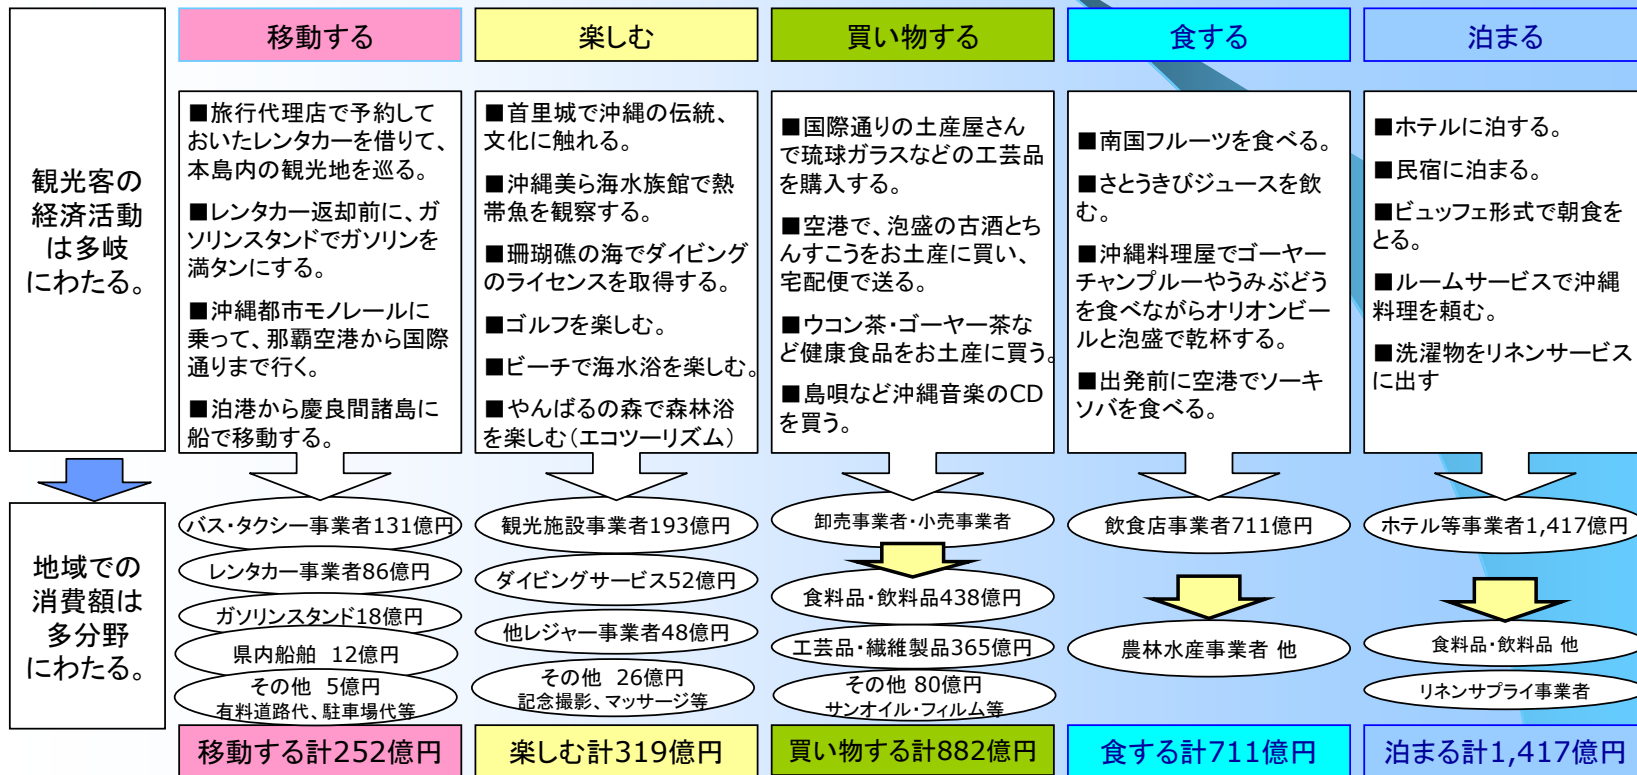 観光客の
経済活動
は多岐
にわたる。
地域での
消費額は
多分野
にわたる。
移動する
■旅行代理店で予約して
おいたレンタカーを借りて、
本島内の観光地を巡る。
■レンタカー返却前に、ガ
ソリンスタンドでガソリンを
満タンにする。
■沖縄都市モノレールに
乗って、那覇空港から国際
通りまで行く。
■泊港から慶良間諸島に
船で移動する。
バス・タクシー事業者131億円
レンタカー事業者86億円
ガソリンスタンド18億円
県内船舶 12億円
その他 5億円
有料道路代、駐車場代等
移動する計252億円
楽しむ
■首里城で沖縄の伝統、
文化に触れる。
■沖縄美ら海水族館で熱
帯魚を観察する。
■珊瑚礁の海でダイビング
のライセンスを取得する。
■ゴルフを楽しむ。
■ビーチで海水浴を楽しむ。
■やんばるの森で森林浴
を楽しむ（エコツーリズム）
観光施設事業者193億円
ダイビングサービス52億円
他レジャー事業者48億円
その他 26億円
記念撮影、マッサージ等
楽しむ計319億円
買い物する
■国際通りの土産屋さん
で琉球ガラスなどの工芸品
を購入する。
■空港で、泡盛の古酒とち
んすこうをお土産に買い、
宅配便で送る。
■ウコン茶・ゴーヤー茶な
ど健康食品をお土産に買う。
■島唄など沖縄音楽のCD
を買う。
卸売事業者・小売事業者
食料品・飲料品438億円
工芸品・繊維製品365億円
その他 80億円
サンオイル・フィルム等
買い物する計882億円
食する
■南国フルーツを食べる。
■さとうきびジュースを飲
む。
■沖縄料理屋でゴーヤー
チャンプルーやうみぶどう
を食べながらオリオンビー
ルと泡盛で乾杯する。
■出発前に空港でソーキ
ソバを食べる。
飲食店事業者711億円
農林水産事業者 他
食する計711億円
泊まる
■ホテルに泊する。
■民宿に泊まる。
■ビュッフェ形式で朝食を
とる。
■ルームサービスで沖縄
料理を頼む。
■洗濯物をリネンサービス
に出す
ホテル等事業者1,417億円
食料品・飲料品 他
リネンサプライ事業者
泊まる計1,417億円